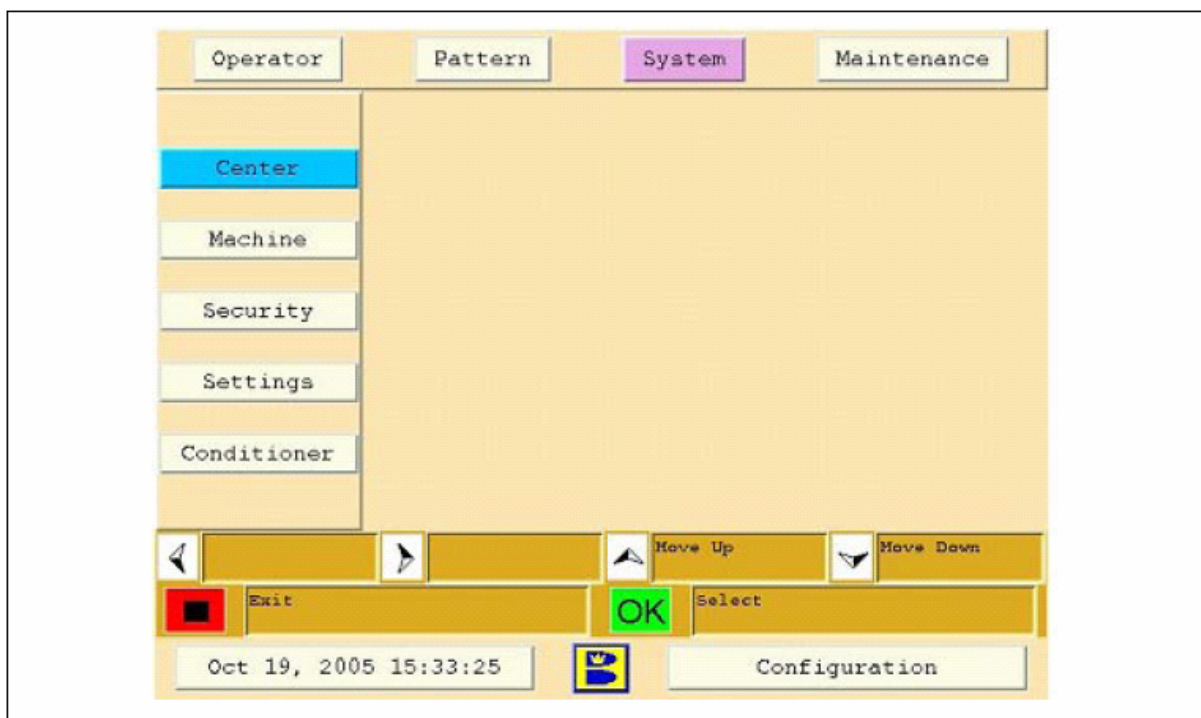 Operator Pattern System Maintenance
Center
Machine
Security
Settings
Conditioner
Move Up Move Down
Exit OK Select
Oct 19, 2005 15:33:25 Configuration